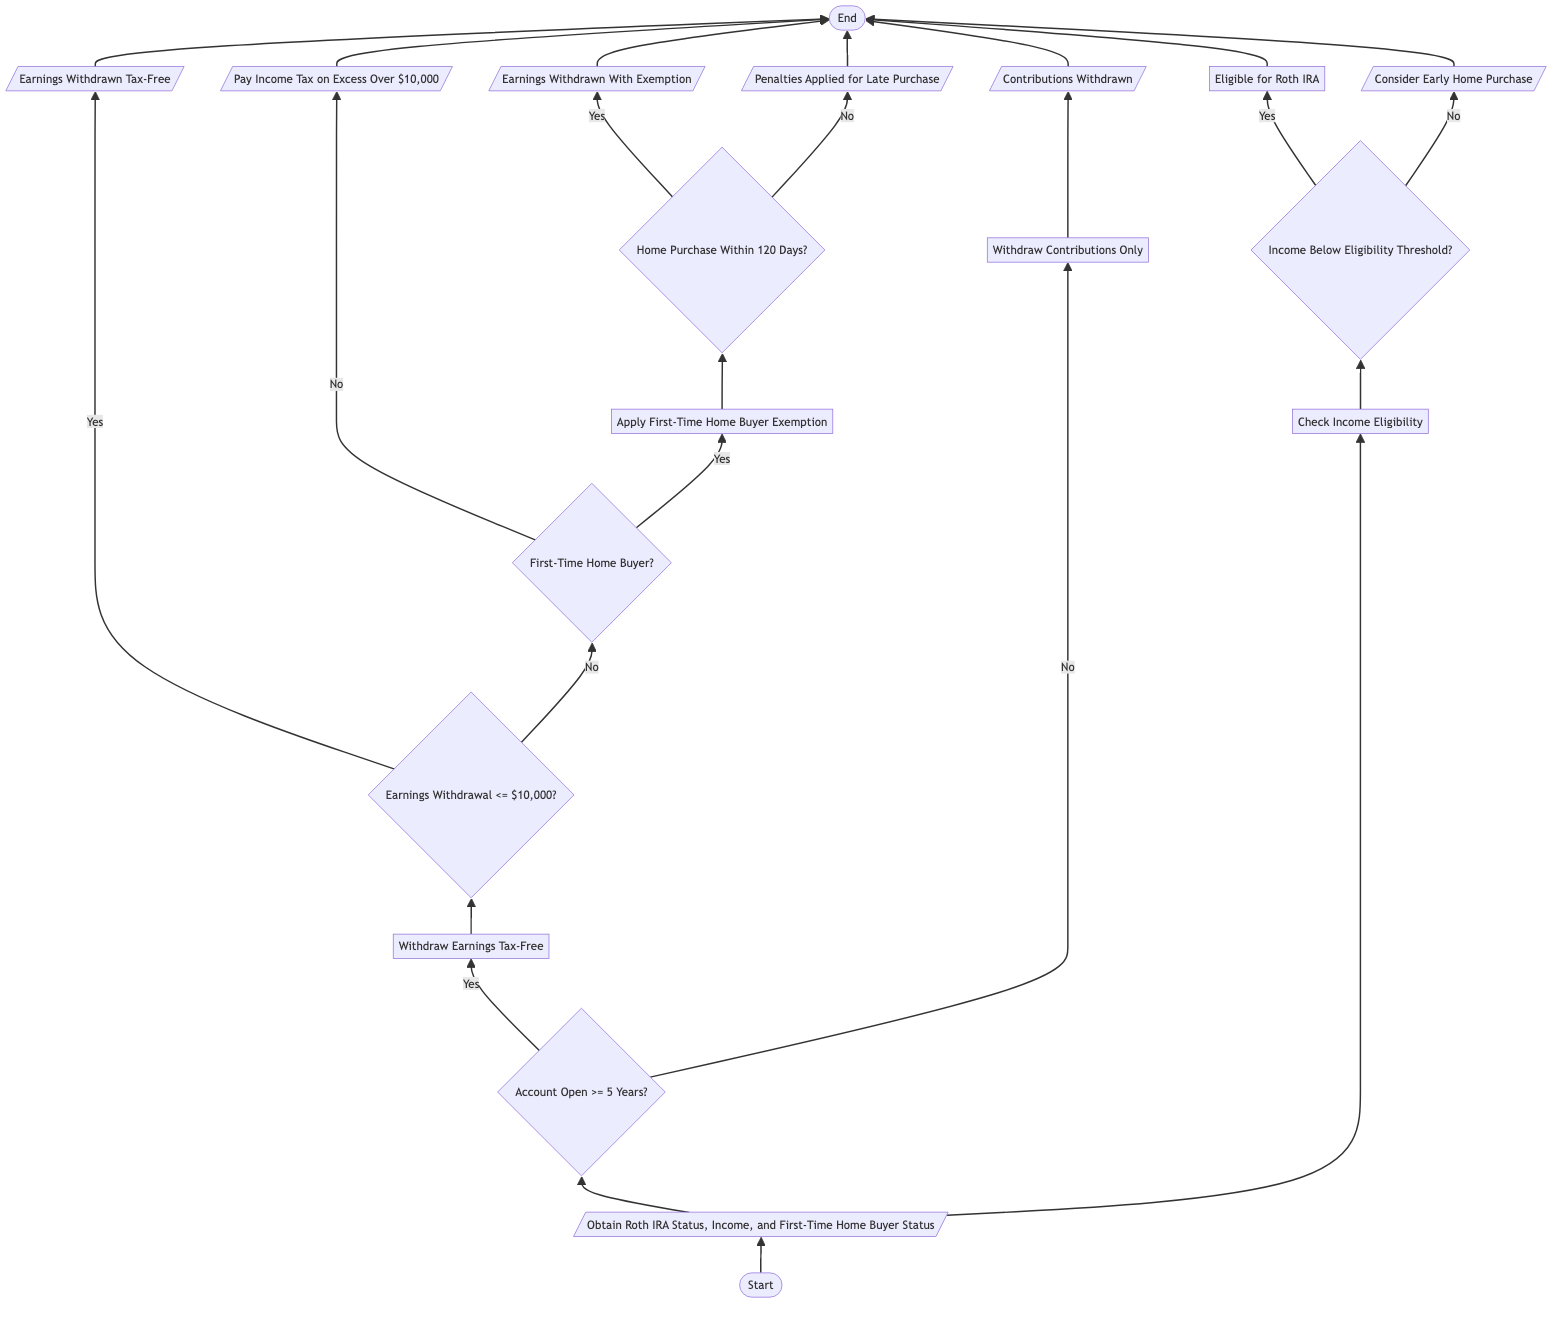 End
Earnings Withdrawn Tax-Free
Pay Income Tax on Excess Over $10,000
Earnings Withdrawn With Exemption
Penalties Applied for Late Purchase
Contributions Withdrawn
Eligible for Roth IRA
Consider Early Home Purchase
Yes
No
Yes
No
Home Purchase Within 120 Days?
Withdraw Contributions Only
Income Below Eligibility Threshold?
No
Yes
Apply First-Time Home Buyer Exemption
Check Income Eligibility
Yes
First-Time Home Buyer?
No
No
Earnings Withdrawal <= $10,000?
Withdraw Earnings Tax-Free
Yes
Account Open >= 5 Years?
Obtain Roth IRA Status, Income, and First-Time Home Buyer Status
Start